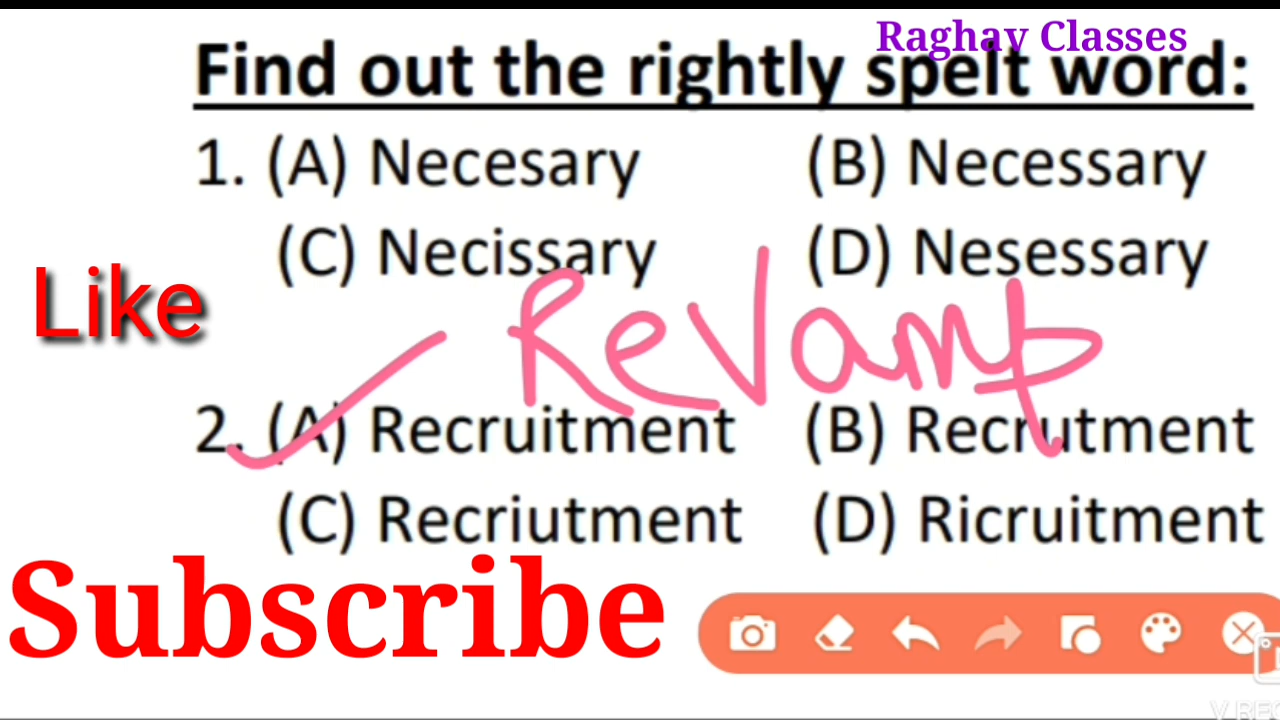 Raghav Classes
Find out the rightly spelt word:
1. (A) Necesary (B) Necessary
(C) Necissary (D) Nesessary
Like
Revamp
2. (A) Recruitment (B) Recrutment
(C) Recriutment (D) Ricruitment
Subscribe